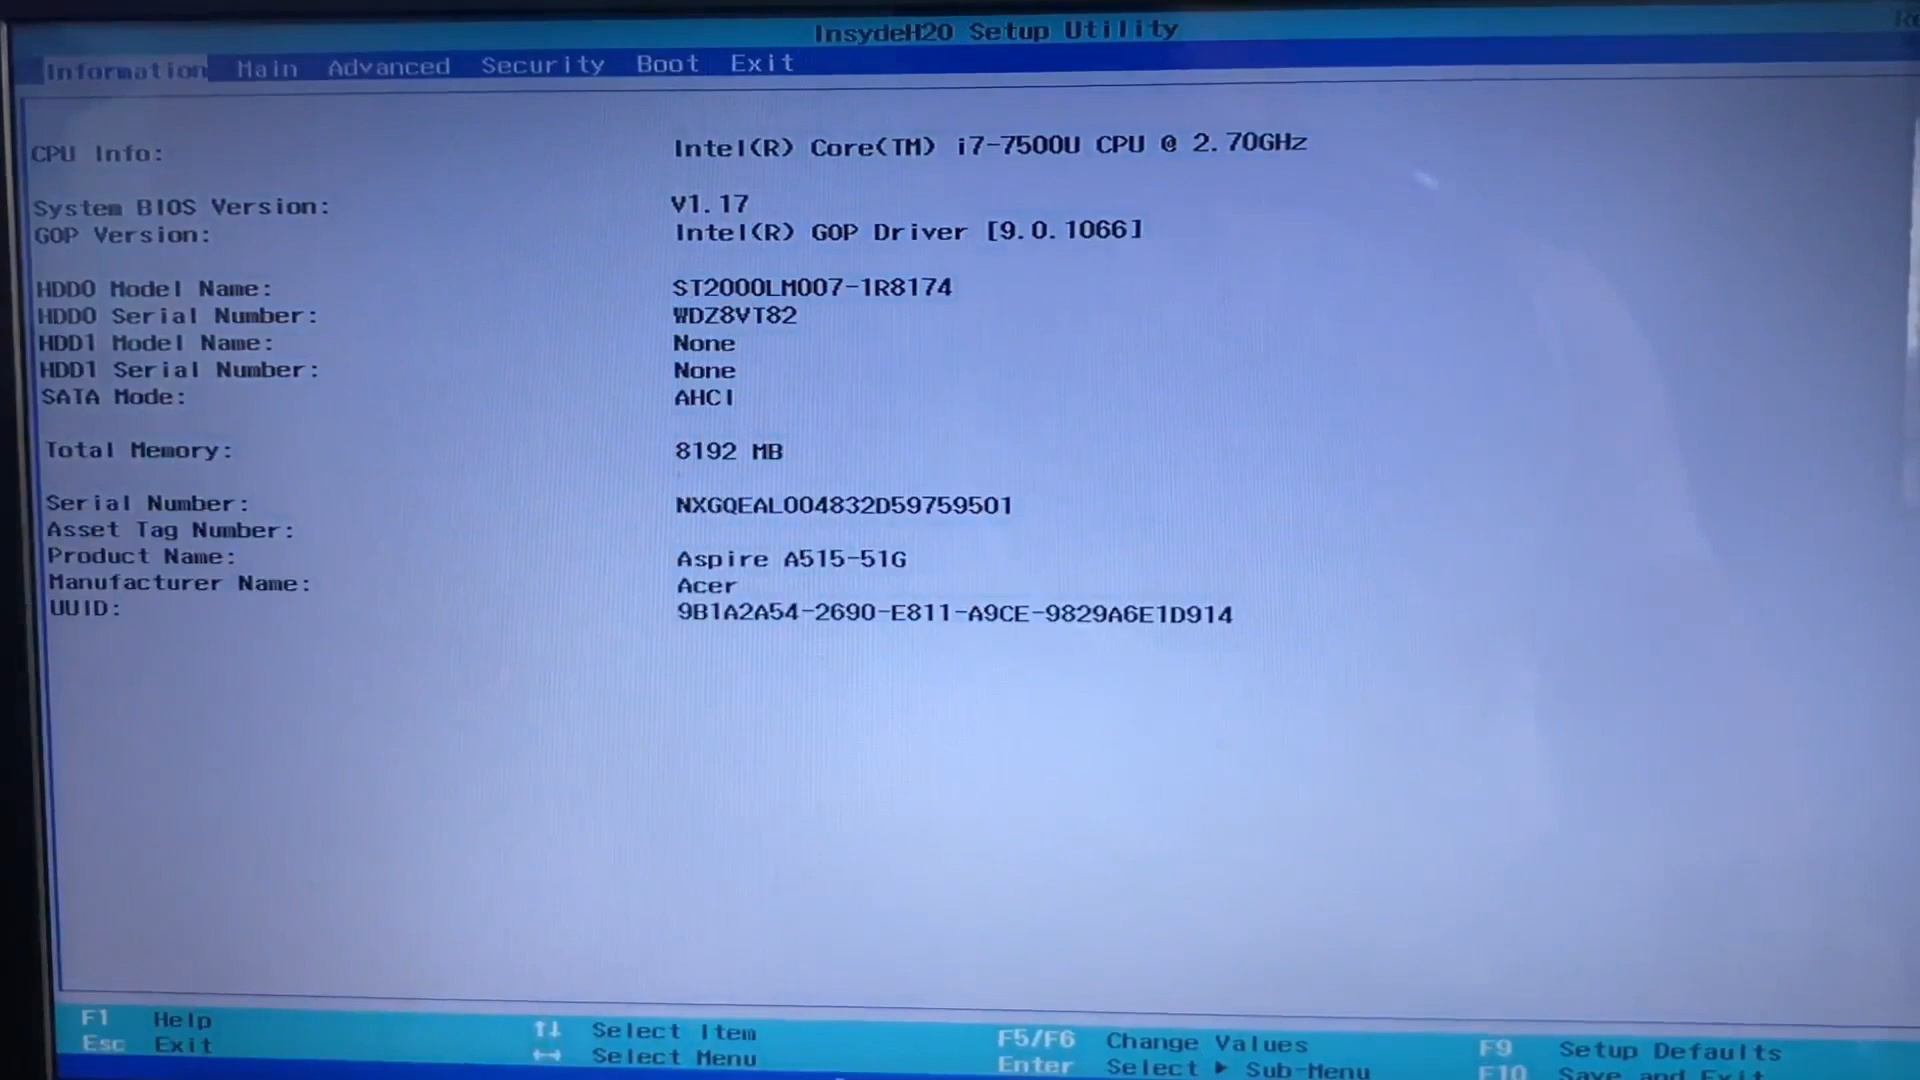 InsydeH20 Setup Utility
Information Main Advanced Security Boot Exit
CPU Info: Intel(R) Core(TM) i7-7500U CPU @ 2.70GHz
System BIOS Version: V1.17
GOP Version: Intel(R) GOP Driver [9.0.1066]
HDD0 Model Name: ST2000LM007-1R8174
HDD0 Serial Number: WDZ8VT82
HDD1 Model Name: None
HDD1 Serial Number: None
SATA Mode: AHCI
Total Memory: 8192 MB
Serial Number: NXGQEAL004832D59759501
Asset Tag Number:
Product Name: Aspire A515-51G
Manufacturer Name: Acer
UUID: 9B1A2A54-2690-E811-A9CE-9829A6E1D914
F1 Help ↑↓ Select Item F5/F6 Change Values F9 Setup Defaults
Esc Exit ↔ Select Menu Enter Select ▶ Sub-Menu F10 Save and Exit